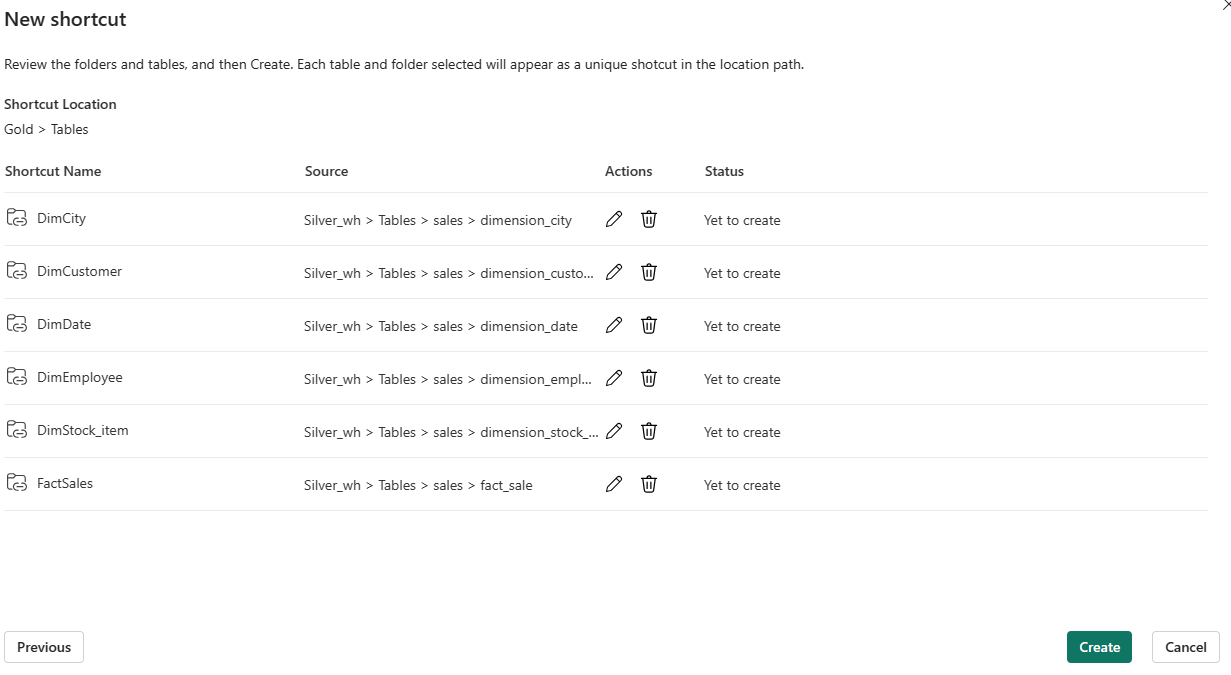 New shortcut
Review the folders and tables, and then Create. Each table and folder selected will appear as a unique shotcut in the location path.
Shortcut Location
Gold > Tables
Shortcut Name Source Actions Status
DimCity Silver_wh > Tables > sales > dimension_city Yet to create
DimCustomer Silver_wh > Tables > sales > dimension_custo... Yet to create
DimDate Silver_wh > Tables > sales > dimension_date Yet to create
DimEmployee Silver_wh > Tables > sales > dimension_empl... Yet to create
DimStock_item Silver_wh > Tables > sales > dimension_stock_... Yet to create
FactSales Silver_wh > Tables > sales > fact_sale Yet to create
Previous Create Cancel